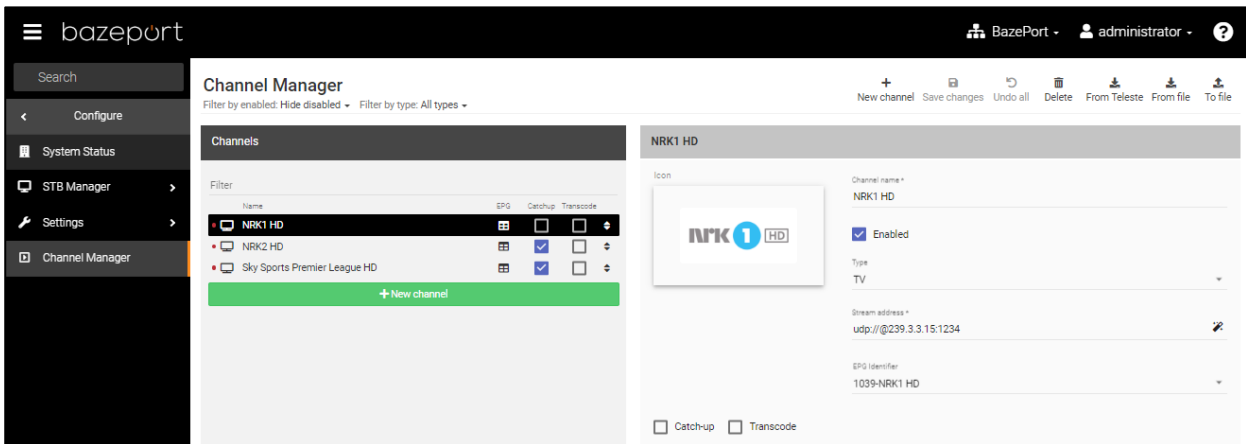 bazeport
BazePort
administrator
?
Search
Configure
System Status
STB Manager
Settings
Channel Manager
Channel Manager
Filter by enabled: Hide disabled Filter by type: All types
New channel Save changes Undo all Delete From Teleste From file To file
Channels
Filter
Name EPG Catchup Transcode
NRK1 HD
NRK2 HD
Sky Sports Premier League HD
+ New channel
NRK1 HD
Icon
NrK 1 HD
Channel name *
NRK1 HD
Enabled
Type
TV
Stream address *
udp://@239.3.3.15:1234
EPG Identifier
1039-NRK1 HD
Catch-up Transcode